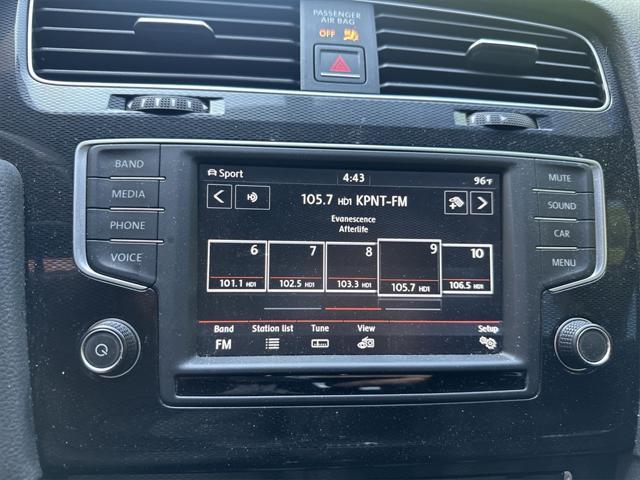 PASSENGER
AIR BAG
OFF
BAND
MEDIA
PHONE
VOICE
Sport 4:43 96°F
105.7 HD1 KPNT-FM
Evanescence
Afterlife
6 7 8 9 10
101.1 HD1 102.5 HD1 103.3 HD1 105.7 HD1 106.5 HD1
Band Station list Tune View Setup
FM
MUTE
SOUND
CAR
MENU